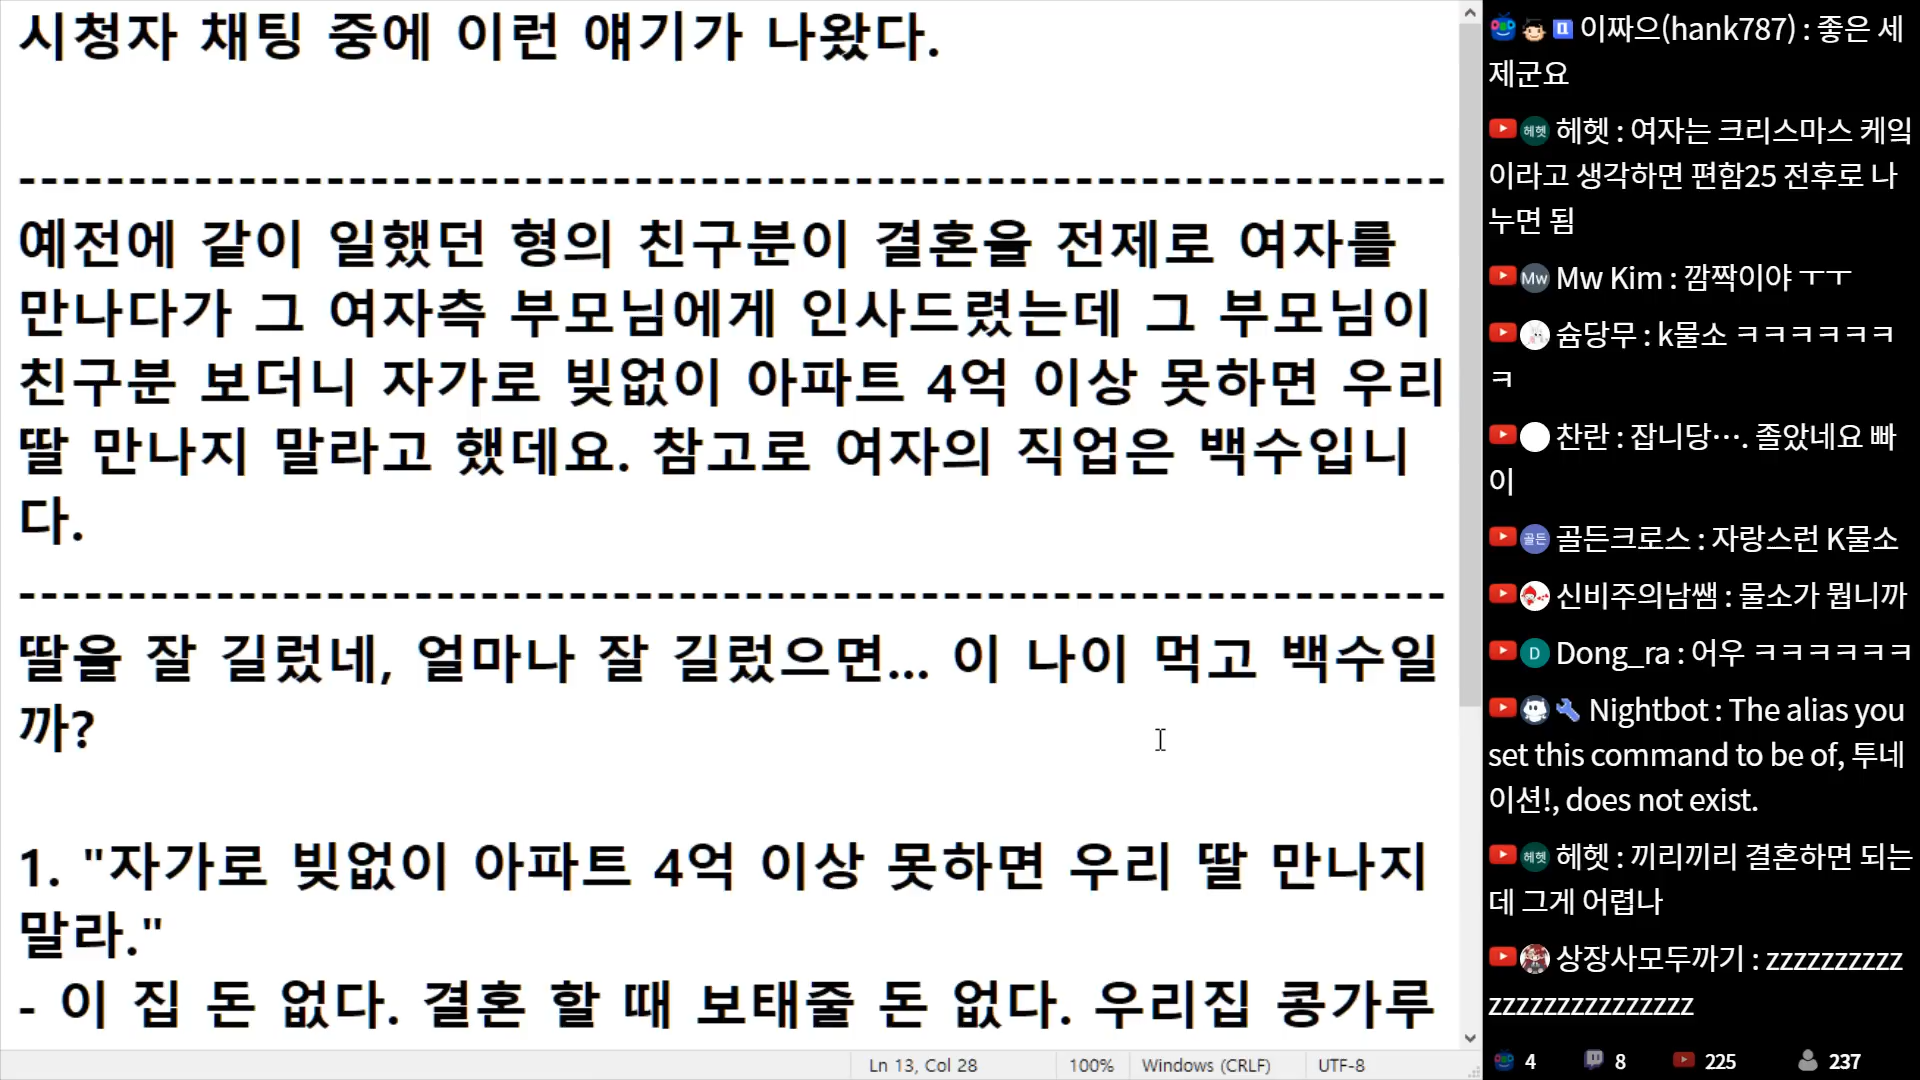 시청자 채팅 중에 이런 얘기가 나왔다.
--------------------------------------------------------------------------------
예전에 같이 일했던 형의 친구분이 결혼을 전제로 여자를
만나다가 그 여자측 부모님에게 인사드렸는데 그 부모님이
친구분 보더니 자가로 빚없이 아파트 4억 이상 못하면 우리
딸 만나지 말라고 했데요. 참고로 여자의 직업은 백수입니
다.
--------------------------------------------------------------------------------
딸을 잘 길렀네, 얼마나 잘 길렀으면... 이 나이 먹고 백수일
까?
1. "자가로 빚없이 아파트 4억 이상 못하면 우리 딸 만나지
말라."
- 이 집 돈 없다. 결혼 할 때 보태줄 돈 없다. 우리집 콩가루
Ln 13, Col 28
100%
Windows (CRLF)
UTF-8
이짜으(hank787) : 좋은 세
제군요
헤헷 : 여자는 크리스마스 케잌
이라고 생각하면 편함25 전후로 나
누면 됨
Mw Kim : 깜짝이야 ㅜㅜ
슘당무 : k물소 ㅋㅋㅋㅋㅋㅋ
ㅋ
찬란 : 잡니당…. 졸았네요 빠
이
골든크로스 : 자랑스런 K물소
신비주의남쌤 : 물소가 뭡니까
Dong_ra : 어우 ㅋㅋㅋㅋㅋㅋ
Nightbot : The alias you
set this command to be of, 투네
이션!, does not exist.
헤헷 : 끼리끼리 결혼하면 되는
데 그게 어렵나
상장사모두까기 : zzzzzzzzzz
zzzzzzzzzzzzzzz
4
8
225
237